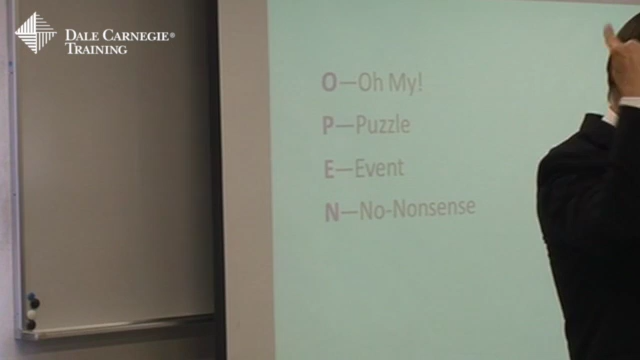 DALE CARNEGIE®
TRAINING
O—Oh My!
P—Puzzle
E—Event
N—No-Nonsense